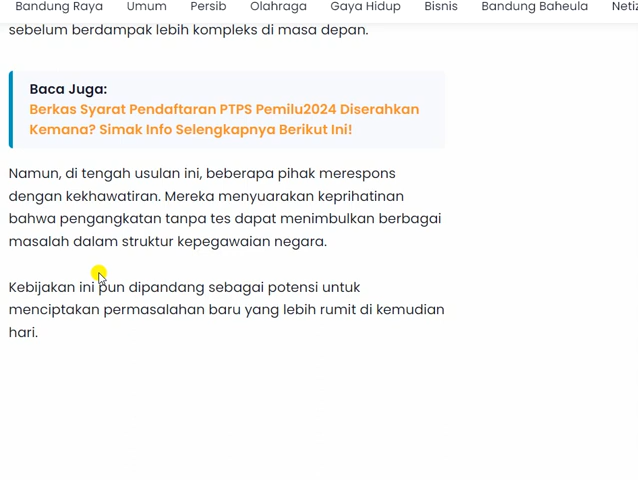 Bandung Raya Umum Persib Olahraga Gaya Hidup Bisnis Bandung Baheula Netiz
sebelum berdampak lebih kompleks di masa depan.
Baca Juga:
Berkas Syarat Pendaftaran PTPS Pemilu2024 Diserahkan
Kemana? Simak Info Selengkapnya Berikut Ini!
Namun, di tengah usulan ini, beberapa pihak merespons
dengan kekhawatiran. Mereka menyuarakan keprihatinan
bahwa pengangkatan tanpa tes dapat menimbulkan berbagai
masalah dalam struktur kepegawaian negara.
Kebijakan ini pun dipandang sebagai potensi untuk
menciptakan permasalahan baru yang lebih rumit di kemudian
hari.